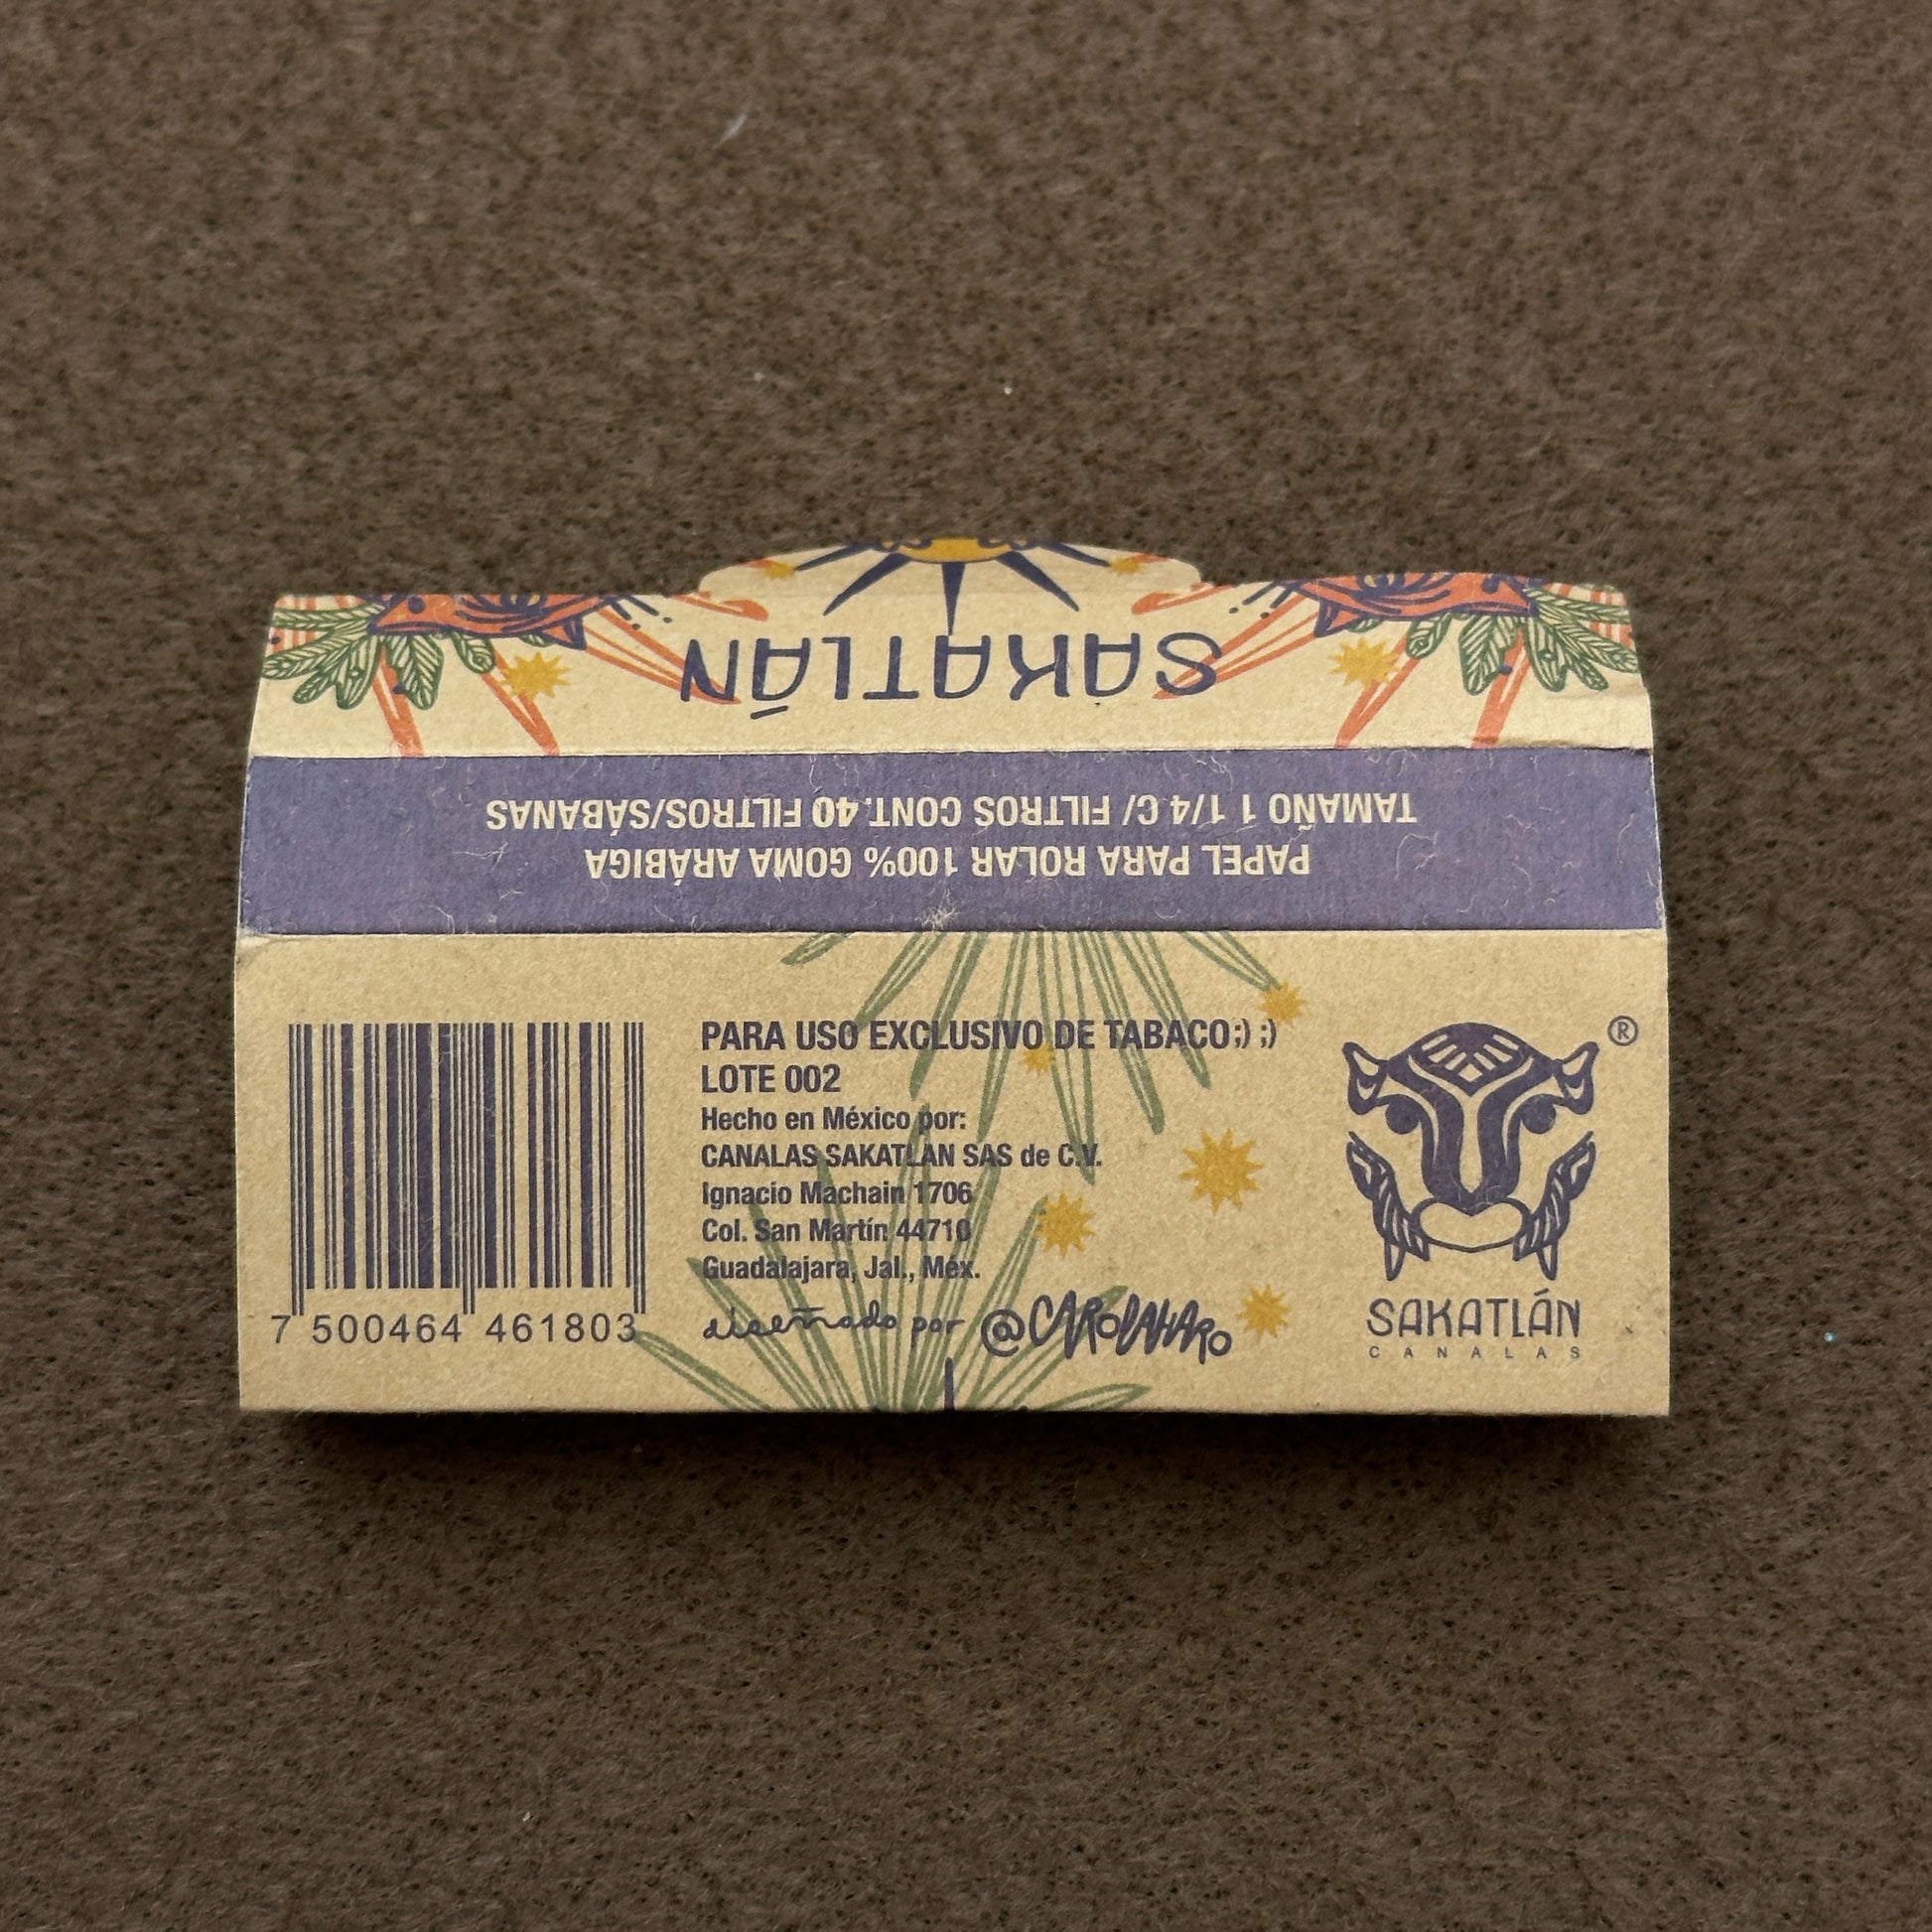 SAKATLÁN
PAPEL PARA ROLAR 100% GOMA ARÁBIGA
TAMAÑO 1 1/4 C/ FILTROS CONT.40 FILTROS/SÁBANAS
PARA USO EXCLUSIVO DE TABACO;) ;)
LOTE 002
Hecho en México por:
CANALAS SAKATLAN SAS de C.V.
Ignacio Machain 1706
Col. San Martín 44710
Guadalajara, Jal., Méx.
diseñado por @CAROLAHARO
7 500464 461803
®
SAKATLÁN
CANALAS